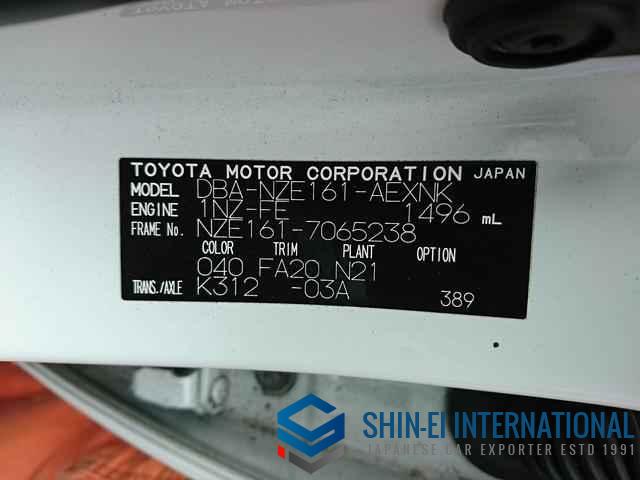 TOYOTA MOTOR CORPORATION JAPAN
MODEL DBA-NZE161-AEXNK
ENGINE 1NZ-FE 1496 mL
FRAME No. NZE161-7065238
COLOR TRIM PLANT OPTION
040 FA20 N21
TRANS./AXLE K312 -03A 389
SHIN-EI INTERNATIONAL
JAPANESE CAR EXPORTER ESTD 1991